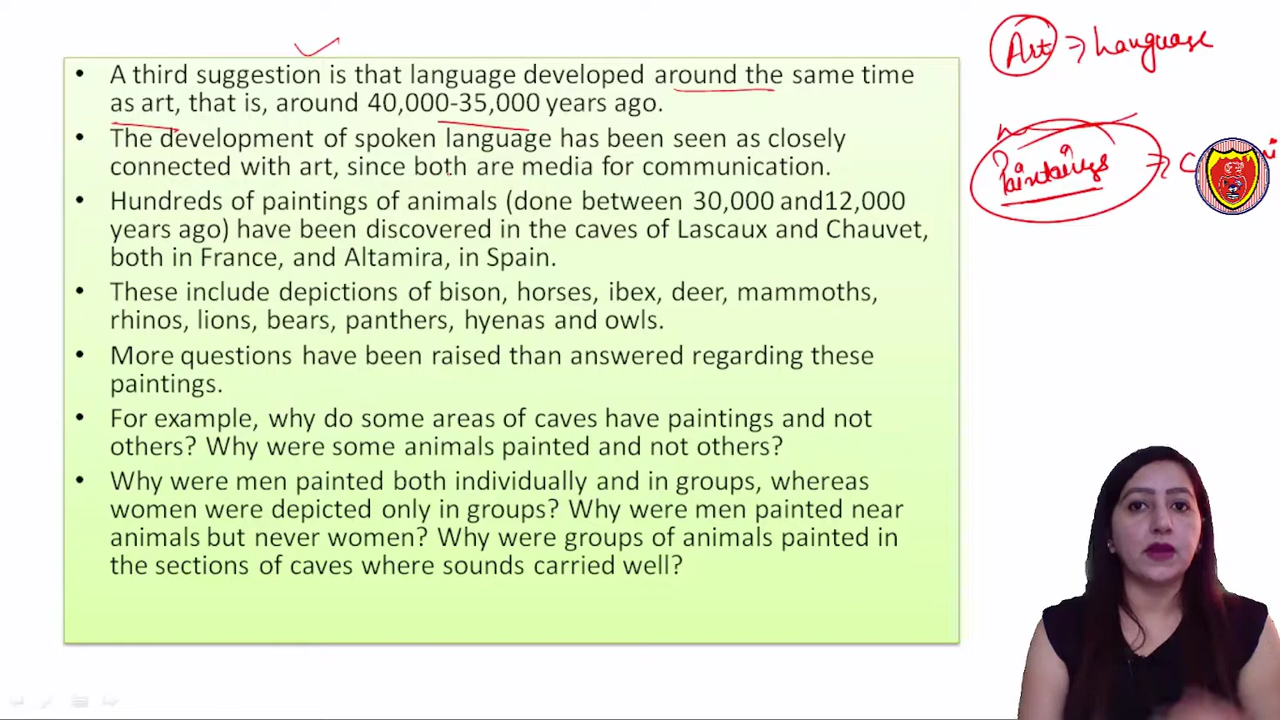 • A third suggestion is that language developed around the same time
as art, that is, around 40,000-35,000 years ago.
• The development of spoken language has been seen as closely
connected with art, since both are media for communication.
• Hundreds of paintings of animals (done between 30,000 and12,000
years ago) have been discovered in the caves of Lascaux and Chauvet,
both in France, and Altamira, in Spain.
• These include depictions of bison, horses, ibex, deer, mammoths,
rhinos, lions, bears, panthers, hyenas and owls.
• More questions have been raised than answered regarding these
paintings.
• For example, why do some areas of caves have paintings and not
others? Why were some animals painted and not others?
• Why were men painted both individually and in groups, whereas
women were depicted only in groups? Why were men painted near
animals but never women? Why were groups of animals painted in
the sections of caves where sounds carried well?
Art => Language
Paintings =>